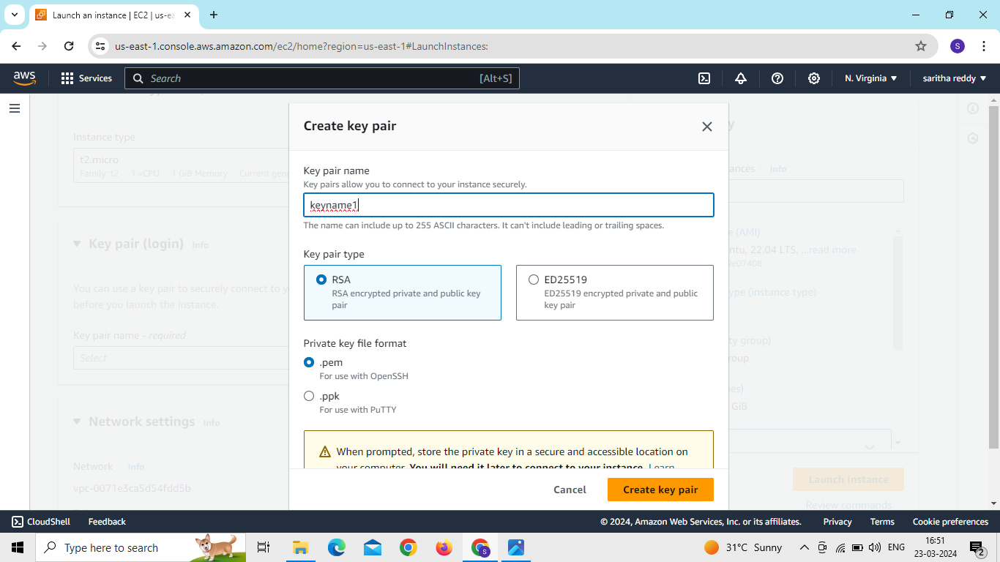 Launch an instance | EC2 | us-ea
us-east-1.console.aws.amazon.com/ec2/home?region=us-east-1#LaunchInstances:
S
aws
Services
Search
[Alt+S]
N. Virginia
saritha reddy
Instance type
t2.micro
Family: t2 1 vCPU 1 GiB Memory Current gene
Key pair (login) Info
You can use a key pair to securely connect to y
before you launch the instance.
Key pair name - required
Select
Network settings Info
Network Info
vpc-0071e3ca5d54fdd5b
Create key pair
Key pair name
Key pairs allow you to connect to your instance securely.
keyname1
The name can include up to 255 ASCII characters. It can't include leading or trailing spaces.
Key pair type
RSA
RSA encrypted private and public key
pair
ED25519
ED25519 encrypted private and public
key pair
Private key file format
.pem
For use with OpenSSH
.ppk
For use with PuTTY
When prompted, store the private key in a secure and accessible location on
your computer. You will need it later to connect to your instance. Learn
Cancel
Create key pair
y
ances Info
e (AMI)
ntu, 22.04 LTS, ...read more
9e07408
ype (instance type)
ty group)
roup
es)
GiB
Launch instance
Review commands
CloudShell
Feedback
© 2024, Amazon Web Services, Inc. or its affiliates.
Privacy
Terms
Cookie preferences
Type here to search
S
31°C Sunny
ENG
16:51
23-03-2024
2